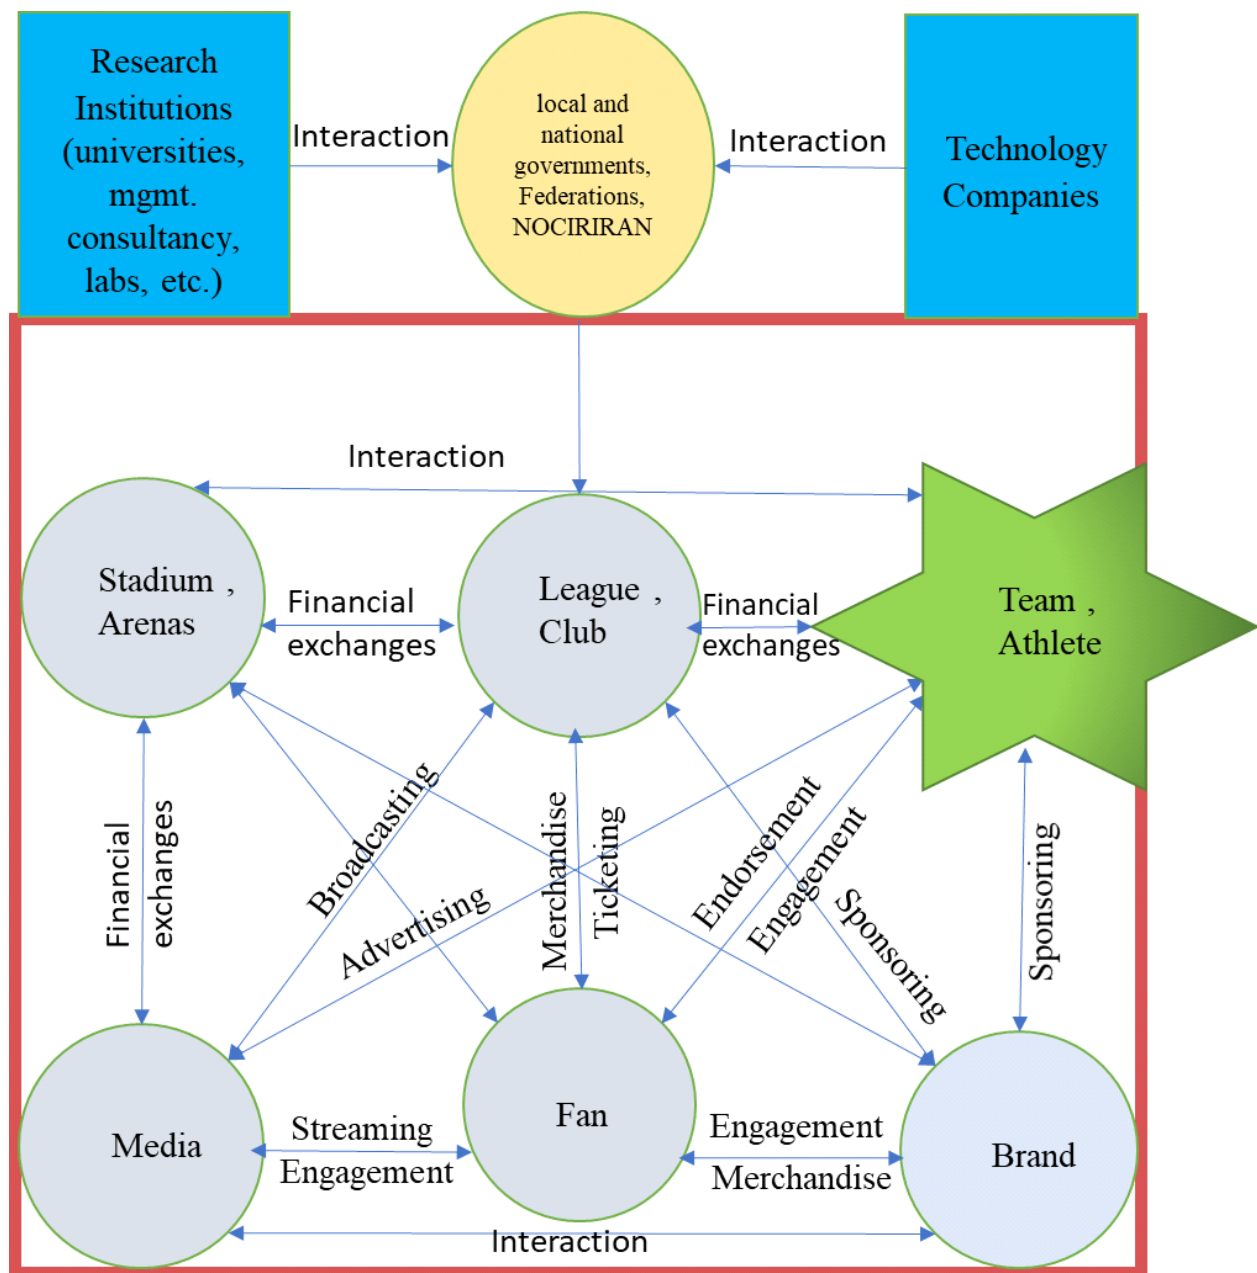 Research
Institutions
(universities,
mgmt.
consultancy,
labs, etc.)
Interaction
local and
national
governments,
Federations,
NOCIRIRAN
Interaction
Technology
Companies
Interaction
Stadium ,
Arenas
Financial
exchanges
League ,
Club
Financial
exchanges
Team ,
Athlete
Financial
exchanges
Broadcasting
Advertising
Merchandise
Ticketing
Endorsement
Engagement
Sponsoring
Sponsoring
Media
Streaming
Engagement
Fan
Engagement
Merchandise
Brand
Interaction